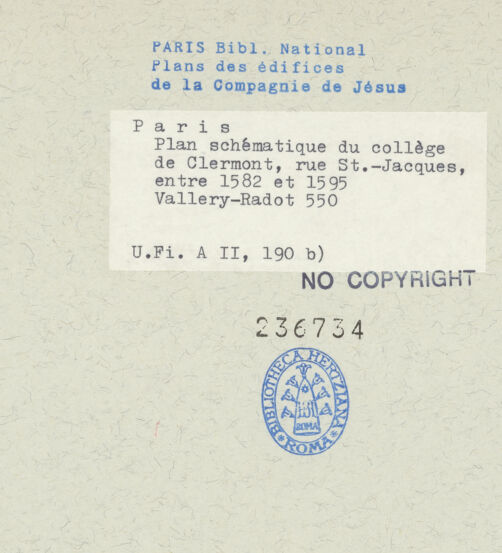 PARIS Bibl. National
Plans des édifices
de la Compagnie de Jésus
P a r i s
Plan schématique du collège
de Clermont, rue St.-Jacques,
entre 1582 et 1595
Vallery-Radot 550
U.Fi. A II, 190 b)
NO COPYRIGHT
236734
BIBLIOTHECA HERTZIANA
ROMA
ROMA